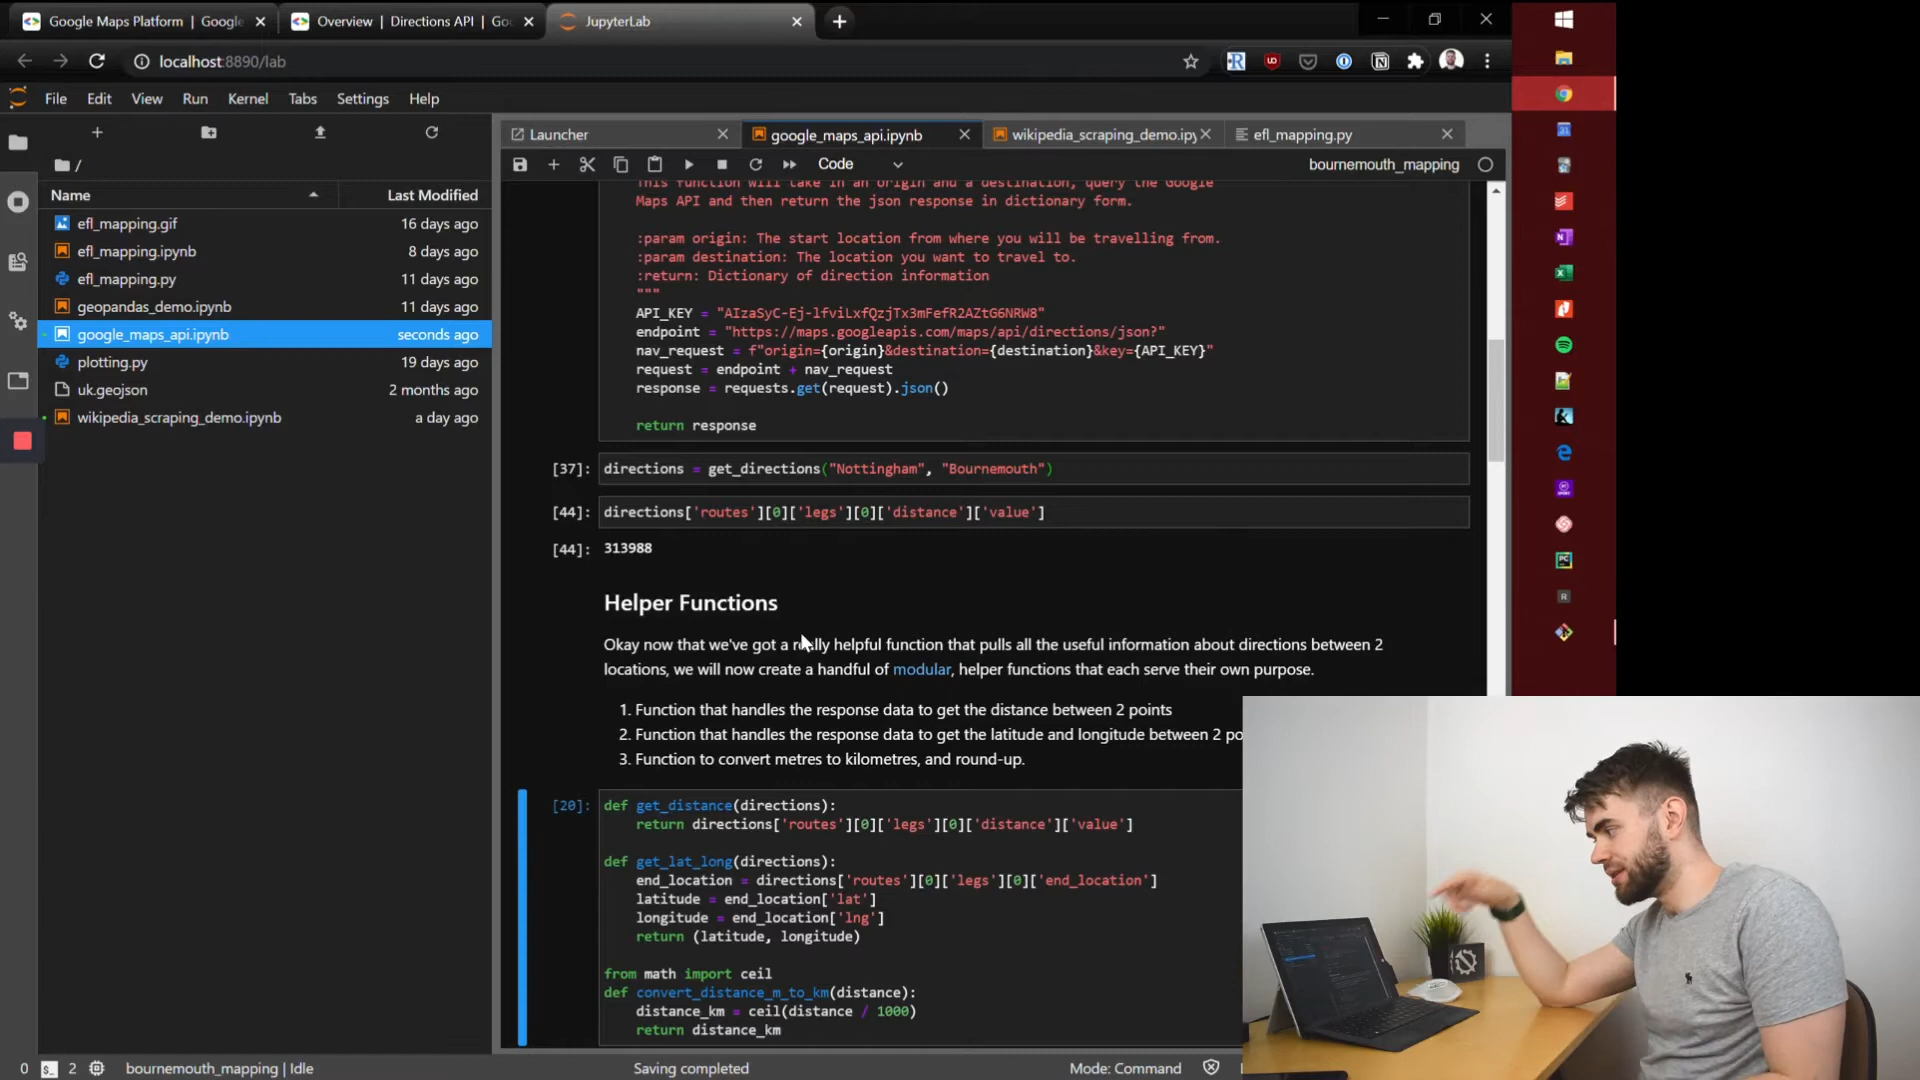 Google Maps Platform | Google
Overview | Directions API | Go
JupyterLab
localhost:8890/lab
File Edit View Run Kernel Tabs Settings Help
Launcher
google_maps_api.ipynb
wikipedia_scraping_demo.ipy
efl_mapping.py
Code
bournemouth_mapping
/
Name Last Modified
efl_mapping.gif 16 days ago
efl_mapping.ipynb 8 days ago
efl_mapping.py 11 days ago
geopandas_demo.ipynb 11 days ago
google_maps_api.ipynb seconds ago
plotting.py 19 days ago
uk.geojson 2 months ago
wikipedia_scraping_demo.ipynb a day ago
This function will take in an origin and a destination, query the Google
Maps API and then return the json response in dictionary form.
:param origin: The start location from where you will be travelling from.
:param destination: The location you want to travel to.
:return: Dictionary of direction information
"""
API_KEY = "AIzaSyC-Ej-lfviLxfQzjTx3mFefR2AZtG6NRW8"
endpoint = "https://maps.googleapis.com/maps/api/directions/json?"
nav_request = f"origin={origin}&destination={destination}&key={API_KEY}"
request = endpoint + nav_request
response = requests.get(request).json()
return response
[37]: directions = get_directions("Nottingham", "Bournemouth")
[44]: directions['routes'][0]['legs'][0]['distance']['value']
[44]: 313988
Helper Functions
Okay now that we've got a really helpful function that pulls all the useful information about directions between 2
locations, we will now create a handful of modular, helper functions that each serve their own purpose.
1. Function that handles the response data to get the distance between 2 points
2. Function that handles the response data to get the latitude and longitude between 2 po
3. Function to convert metres to kilometres, and round-up.
[20]: def get_distance(directions):
return directions['routes'][0]['legs'][0]['distance']['value']
def get_lat_long(directions):
end_location = directions['routes'][0]['legs'][0]['end_location']
latitude = end_location['lat']
longitude = end_location['lng']
return (latitude, longitude)
from math import ceil
def convert_distance_m_to_km(distance):
distance_km = ceil(distance / 1000)
return distance_km
0 2 bournemouth_mapping | Idle
Saving completed
Mode: Command